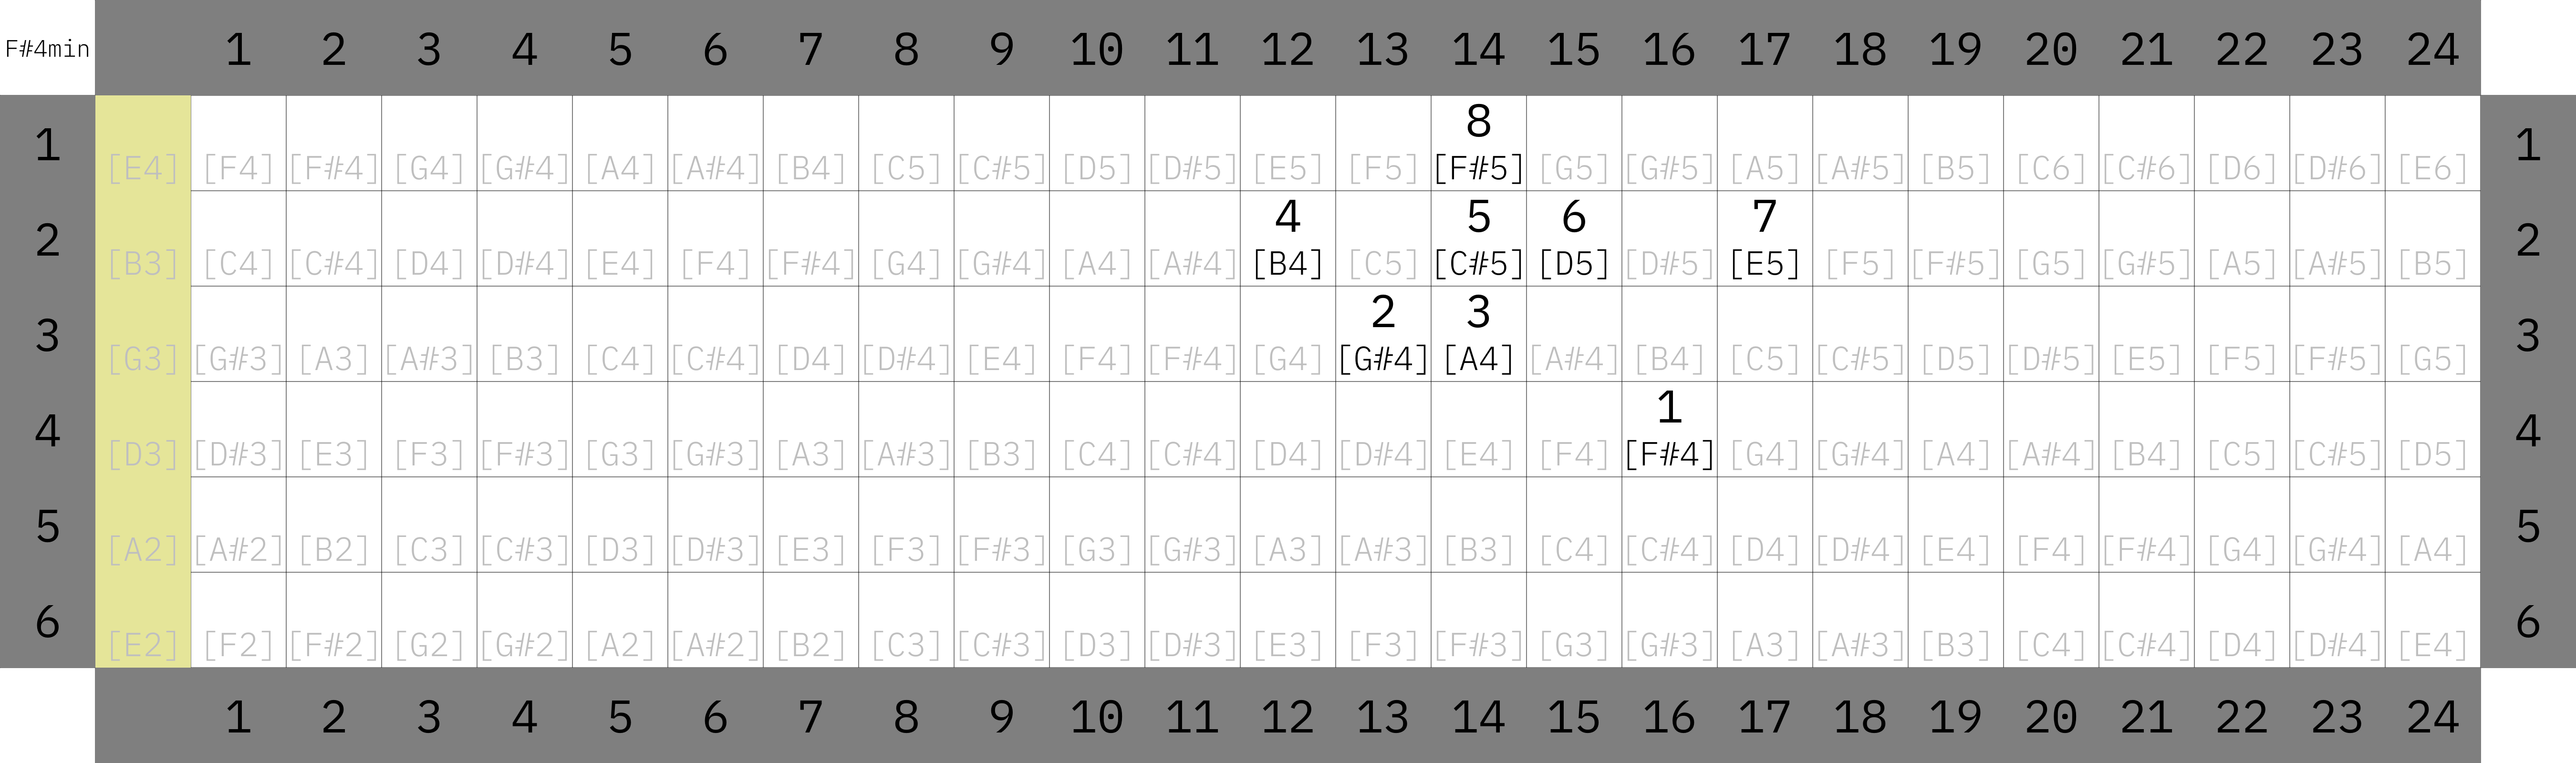 F#4min 1 2 3 4 5 6 7 8 9 10 11 12 13 14 15 16 17 18 19 20 21 22 23 24
8
1 [E4] [F4] [F#4] [G4] [G#4] [A4] [A#4] [B4] [C5] [C#5] [D5] [D#5] [E5] [F5] [F#5] [G5] [G#5] [A5] [A#5] [B5] [C6] [C#6] [D6] [D#6] [E6] 1
4 5 6 7
2 [B3] [C4] [C#4] [D4] [D#4] [E4] [F4] [F#4] [G4] [G#4] [A4] [A#4] [B4] [C5] [C#5] [D5] [D#5] [E5] [F5] [F#5] [G5] [G#5] [A5] [A#5] [B5] 2
2 3
3 [G3] [G#3] [A3] [A#3] [B3] [C4] [C#4] [D4] [D#4] [E4] [F4] [F#4] [G4] [G#4] [A4] [A#4] [B4] [C5] [C#5] [D5] [D#5] [E5] [F5] [F#5] [G5] 3
1
4 [D3] [D#3] [E3] [F3] [F#3] [G3] [G#3] [A3] [A#3] [B3] [C4] [C#4] [D4] [D#4] [E4] [F4] [F#4] [G4] [G#4] [A4] [A#4] [B4] [C5] [C#5] [D5] 4
5 [A2] [A#2] [B2] [C3] [C#3] [D3] [D#3] [E3] [F3] [F#3] [G3] [G#3] [A3] [A#3] [B3] [C4] [C#4] [D4] [D#4] [E4] [F4] [F#4] [G4] [G#4] [A4] 5
6 [E2] [F2] [F#2] [G2] [G#2] [A2] [A#2] [B2] [C3] [C#3] [D3] [D#3] [E3] [F3] [F#3] [G3] [G#3] [A3] [A#3] [B3] [C4] [C#4] [D4] [D#4] [E4] 6
1 2 3 4 5 6 7 8 9 10 11 12 13 14 15 16 17 18 19 20 21 22 23 24